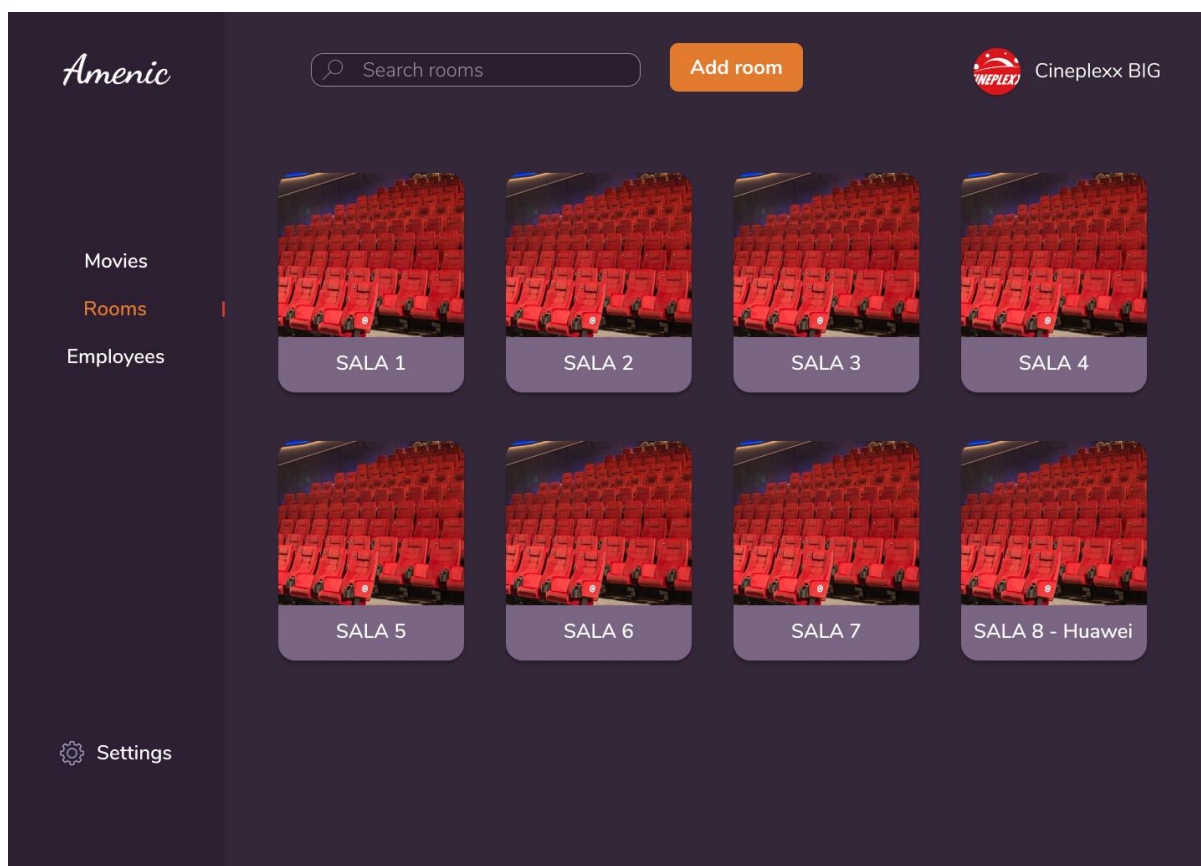 Amenic
Search rooms
Add room
Cineplexx BIG
Movies
Rooms
Employees
SALA 1
SALA 2
SALA 3
SALA 4
SALA 5
SALA 6
SALA 7
SALA 8 - Huawei
Settings